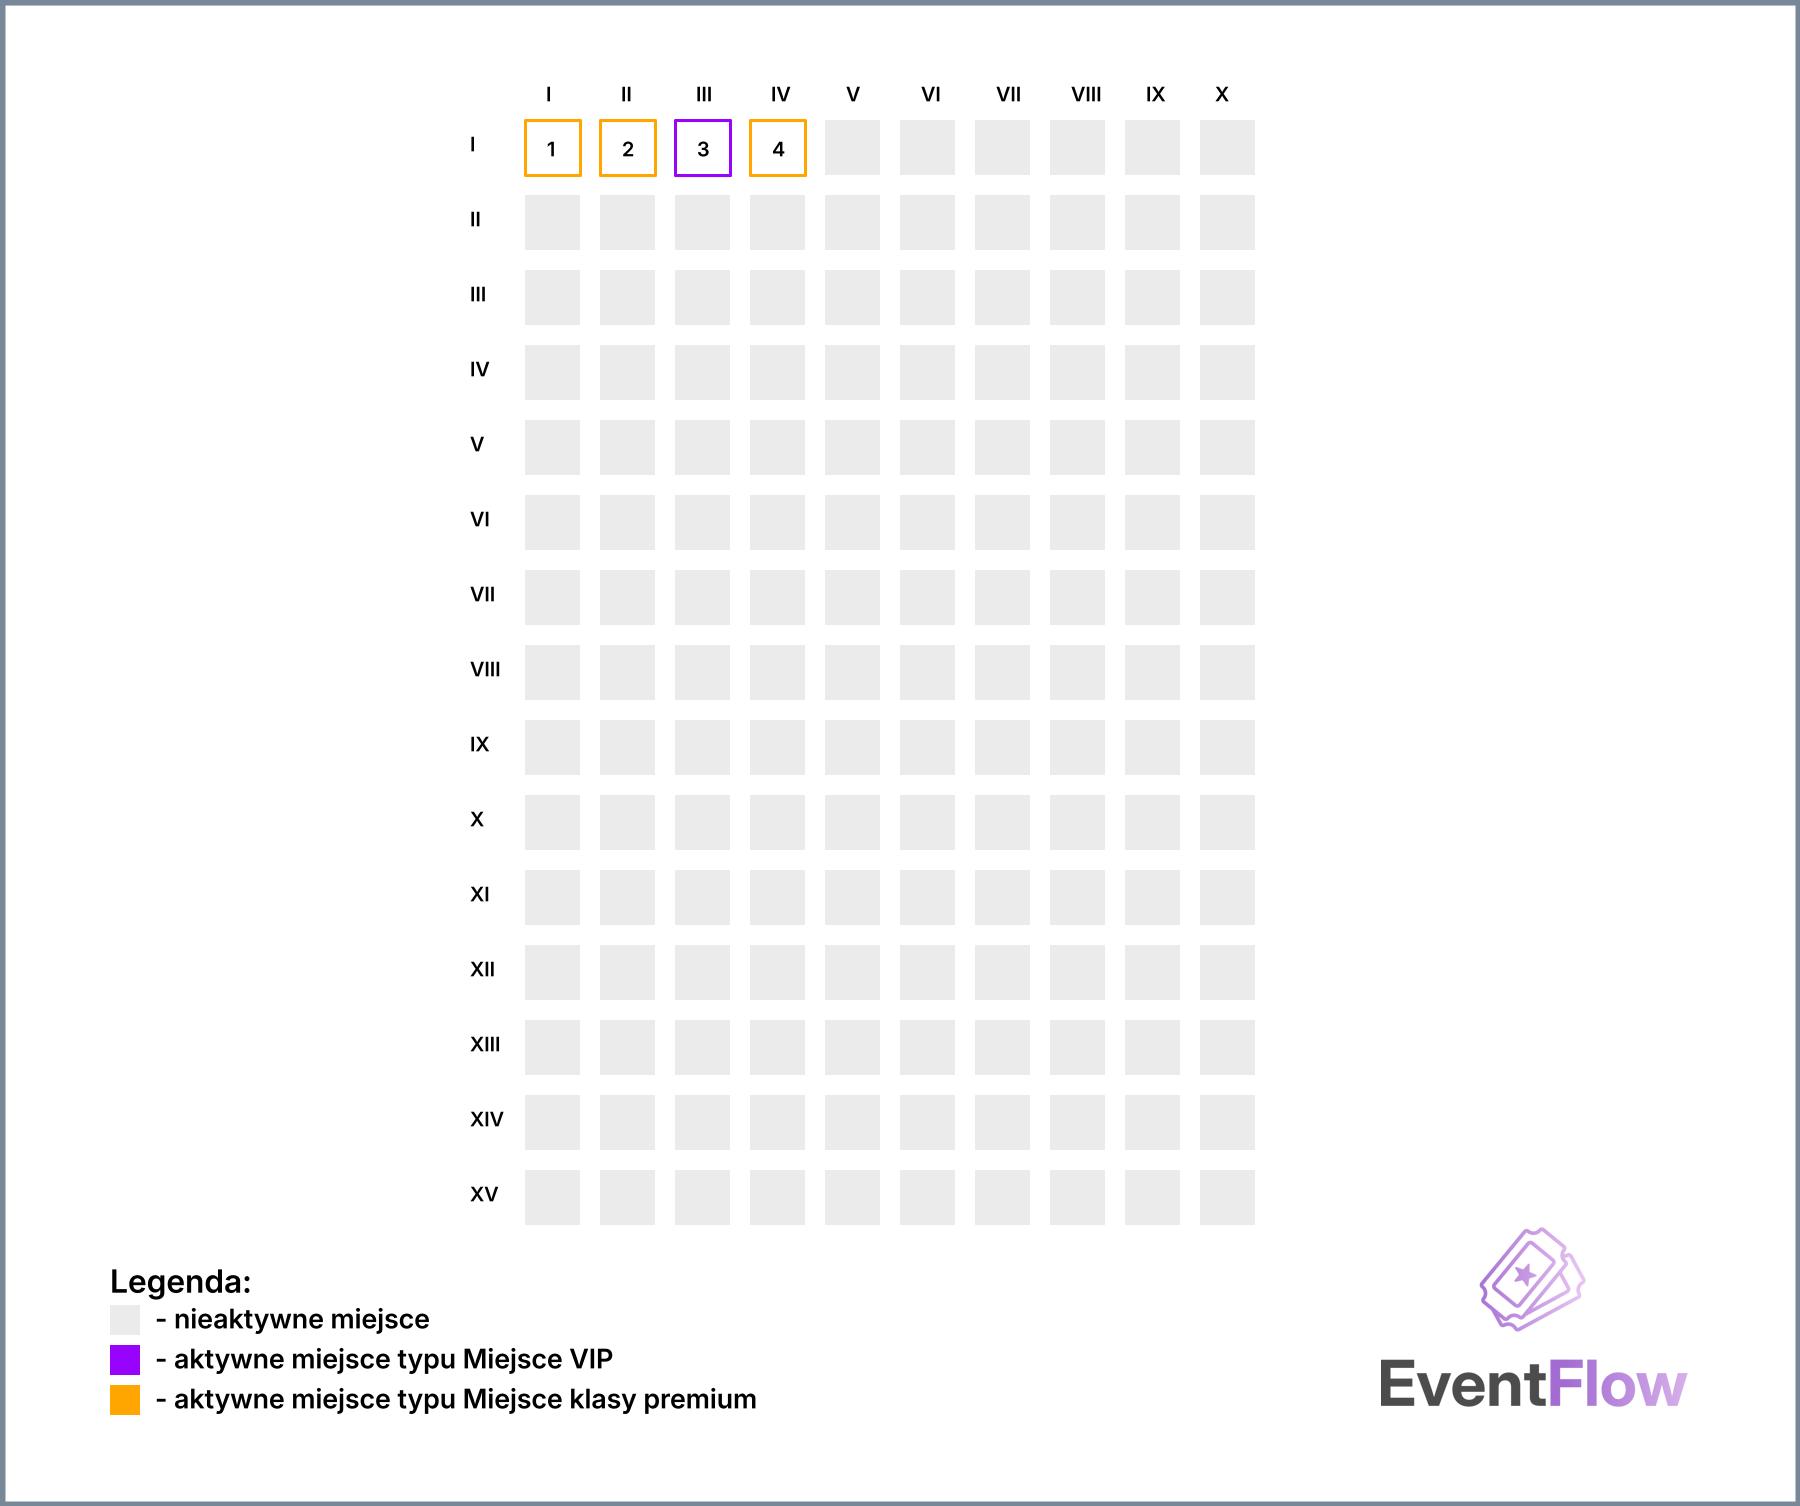 I II III IV V VI VII VIII IX X
I 1 2 3 4
II
III
IV
V
VI
VII
VIII
IX
X
XI
XII
XIII
XIV
XV
Legenda:
- nieaktywne miejsce
- aktywne miejsce typu Miejsce VIP
- aktywne miejsce typu Miejsce klasy premium
EventFlow